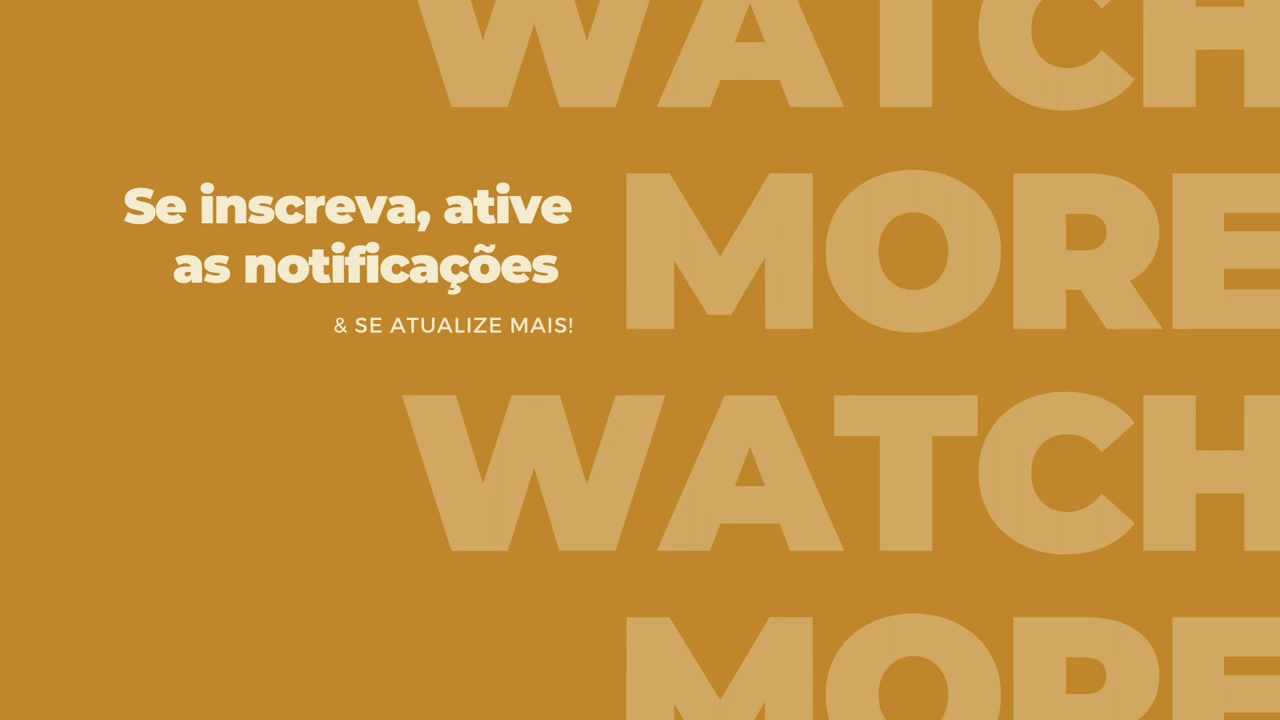 WATCH
Se inscreva, ative
as notificações
& SE ATUALIZE MAIS!
MORE
WATCH
MORE